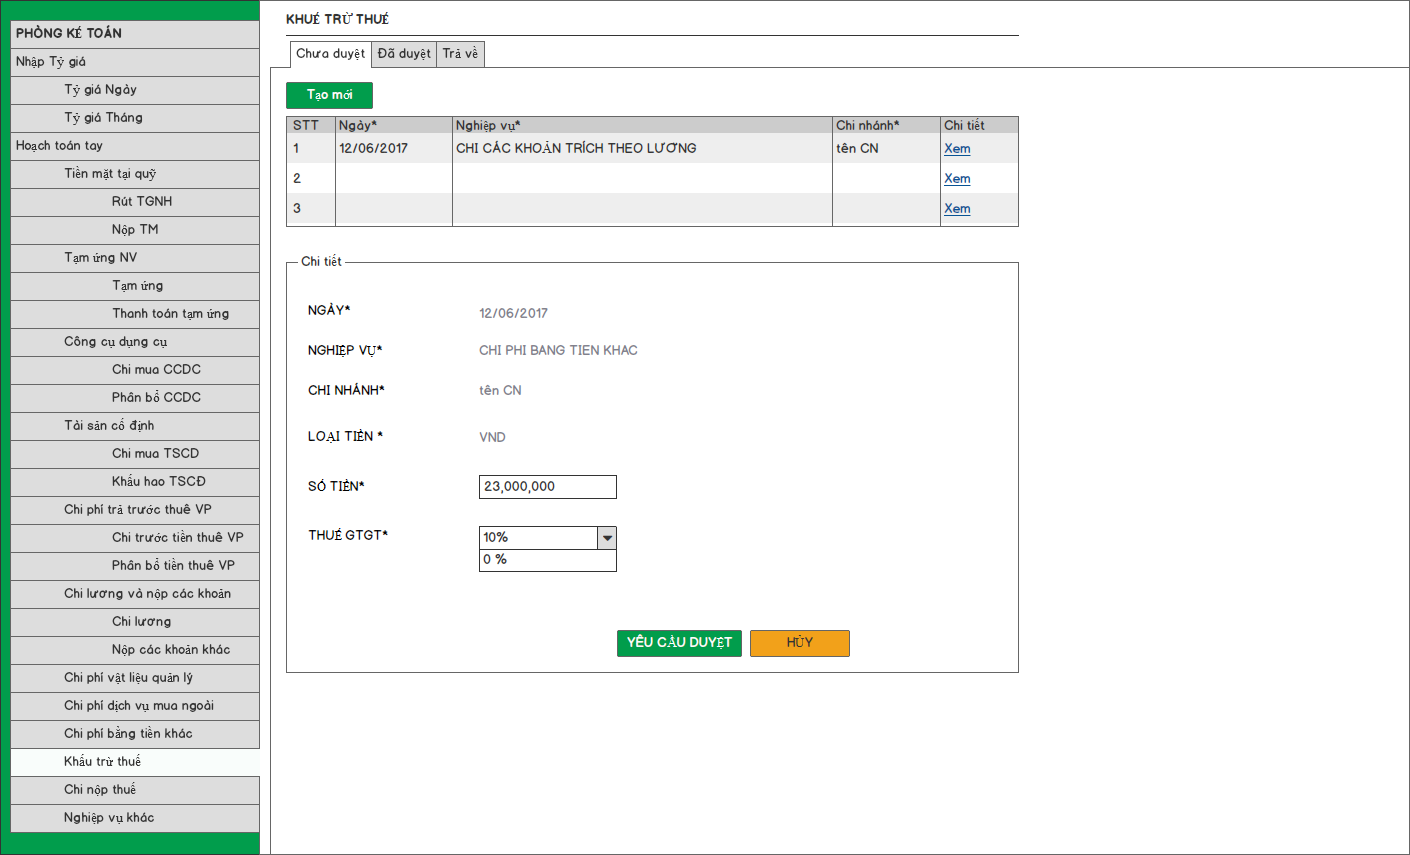 PHÒNG KẾ TOÁN
Nhập Tỷ giá
Tỷ giá Ngày
Tỷ giá Tháng
Hoạch toán tay
Tiền mặt tại quỹ
Rút TGNH
Nộp TM
Tạm ứng NV
Tạm ứng
Thanh toán tạm ứng
Công cụ dụng cụ
Chi mua CCDC
Phân bổ CCDC
Tài sản cố định
Chi mua TSCD
Khấu hao TSCĐ
Chi phí trả trước thuê VP
Chi trước tiền thuê VP
Phân bổ tiền thuê VP
Chi lương và nộp các khoản
Chi lương
Nộp các khoản khác
Chi phí vật liệu quản lý
Chi phí dịch vụ mua ngoài
Chi phí bằng tiền khác
Khấu trừ thuế
Chi nộp thuế
Nghiệp vụ khác
KHUẾ TRỪ THUẾ
Chưa duyệt Đã duyệt Trả về
Tạo mới
STT Ngày* Nghiệp vụ* Chi nhánh* Chi tiết
1 12/06/2017 CHI CÁC KHOẢN TRÍCH THEO LƯƠNG tên CN Xem
2 Xem
3 Xem
Chi tiết
NGÀY* 12/06/2017
NGHIỆP VỤ* CHI PHI BANG TIEN KHAC
CHI NHÁNH* tên CN
LOẠI TIỀN * VND
SỐ TIỀN* 23,000,000
THUẾ GTGT* 10%
0 %
YÊU CẦU DUYỆT HỦY